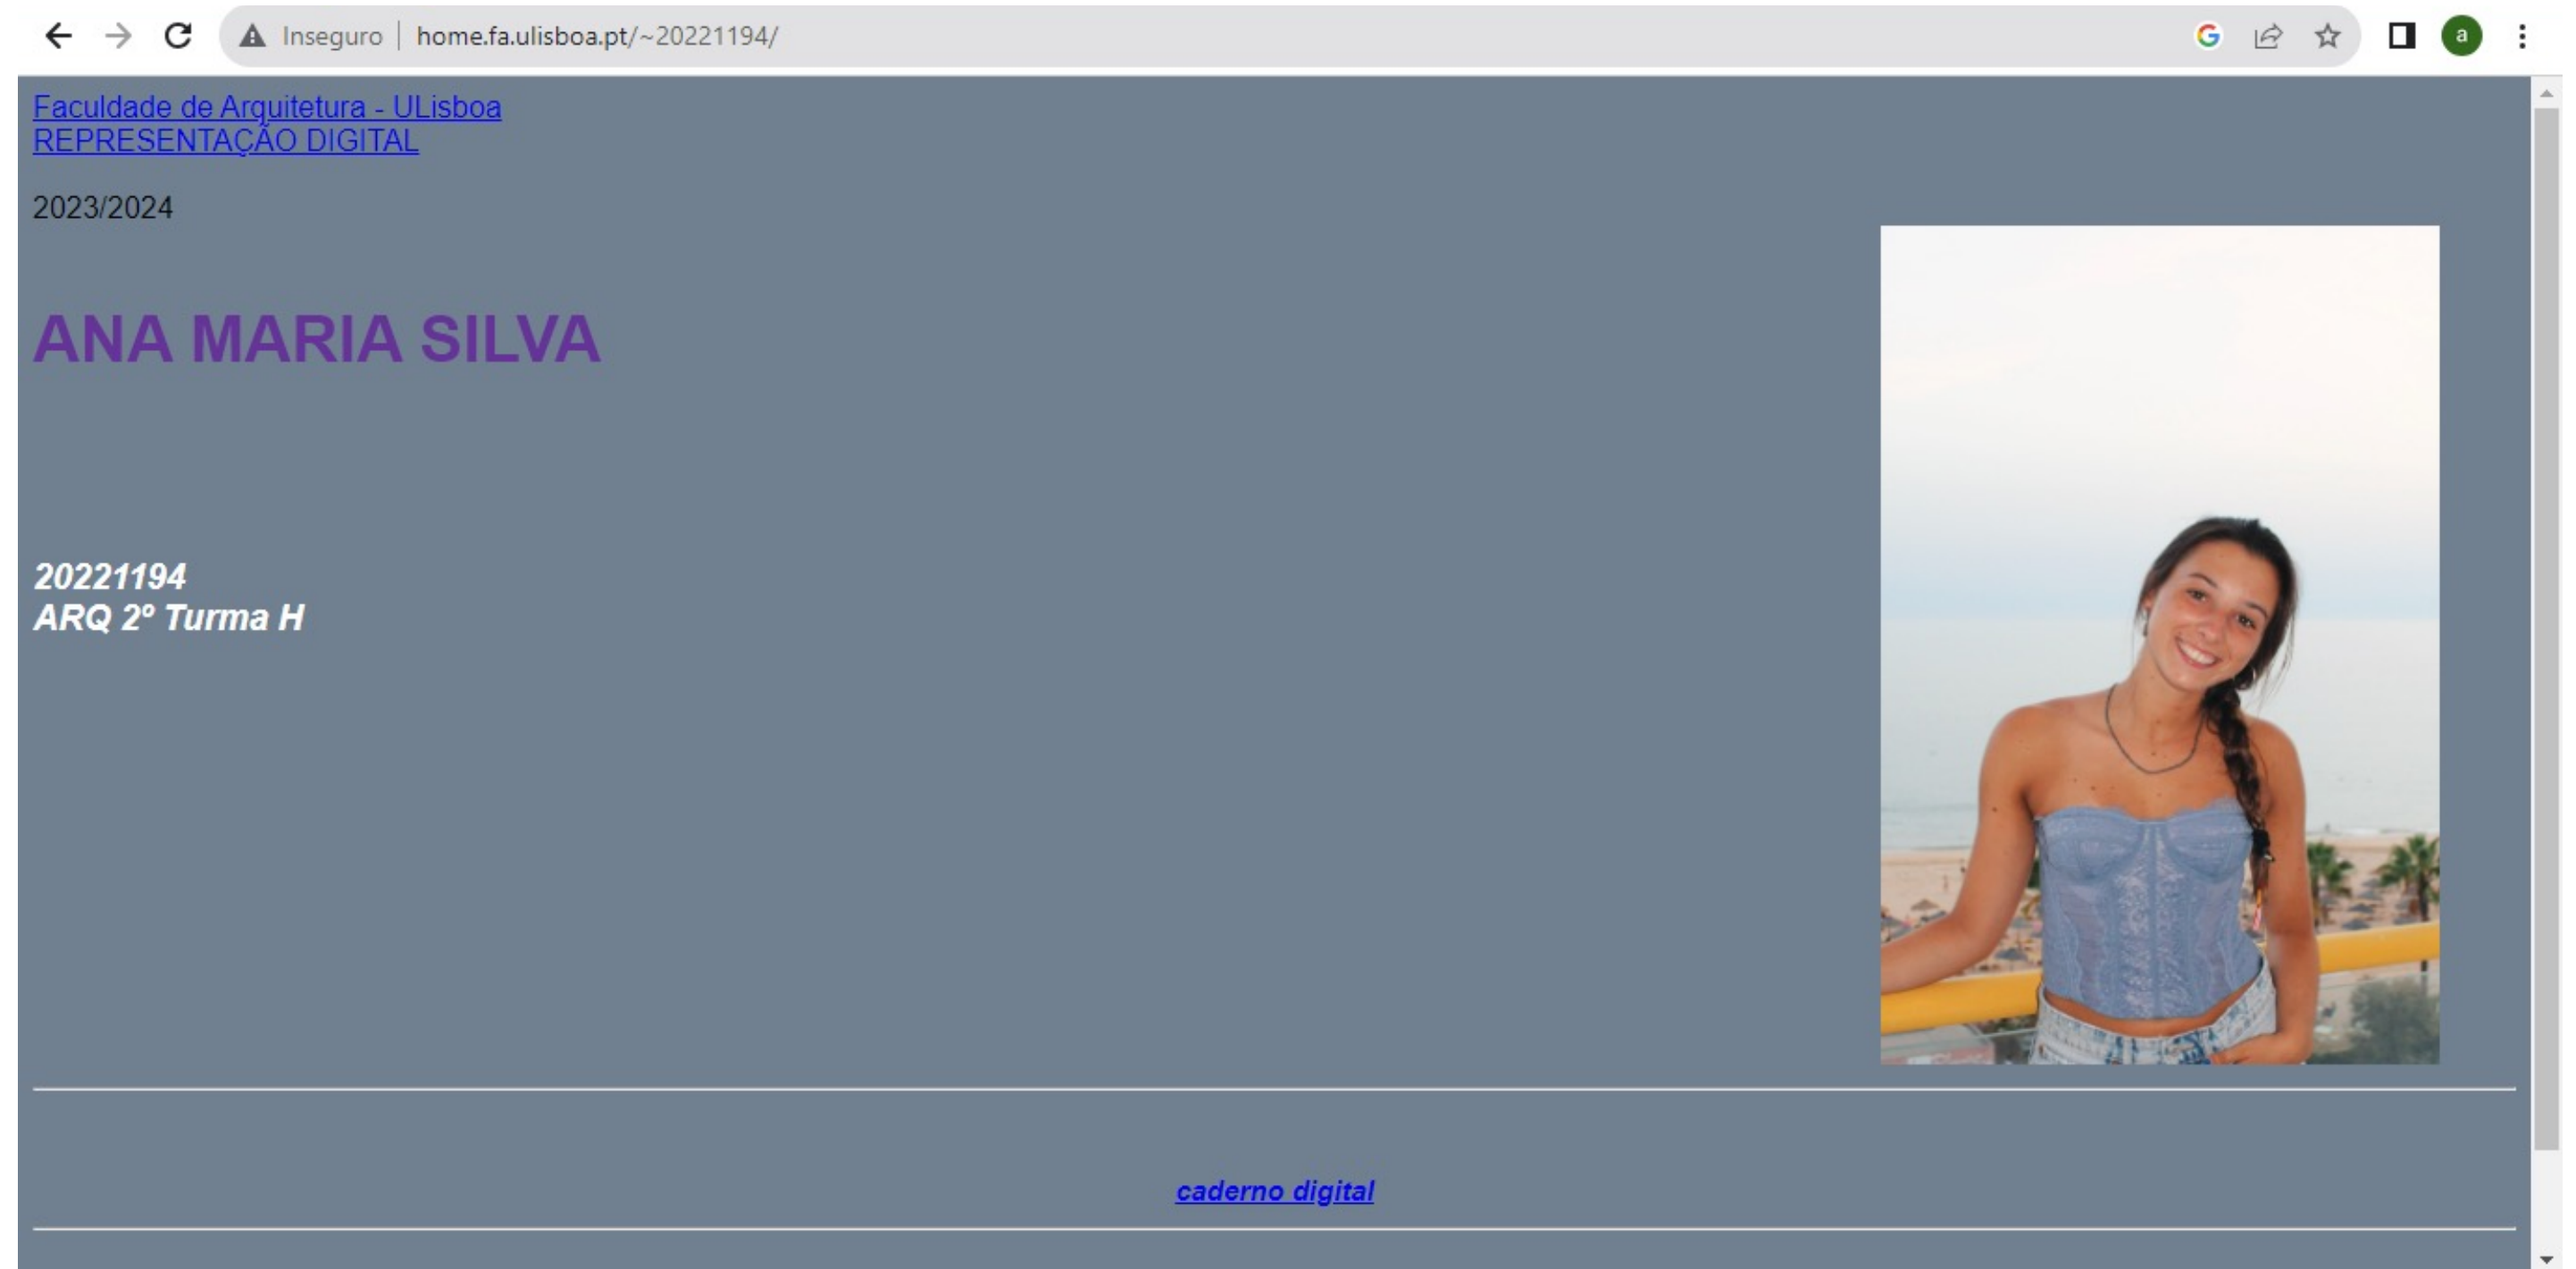 Inseguro | home.fa.ulisboa.pt/~20221194/
a
Faculdade de Arquitetura - ULisboa
REPRESENTAÇÃO DIGITAL
2023/2024
ANA MARIA SILVA
20221194
ARQ 2º Turma H
caderno digital